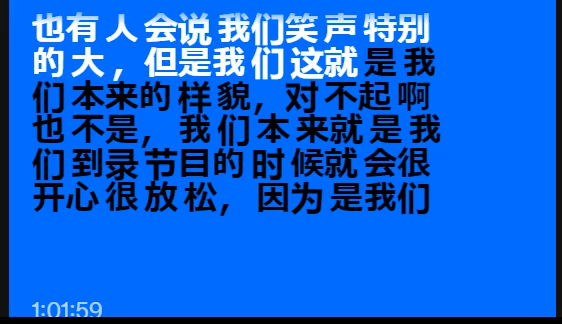 也有人会说我们笑声特别
的大，但是我们这就是我
们本来的样貌，对不起啊
也不是，我们本来就是我
们到录节目的时候就会很
开心很放松，因为是我们
1:01:59